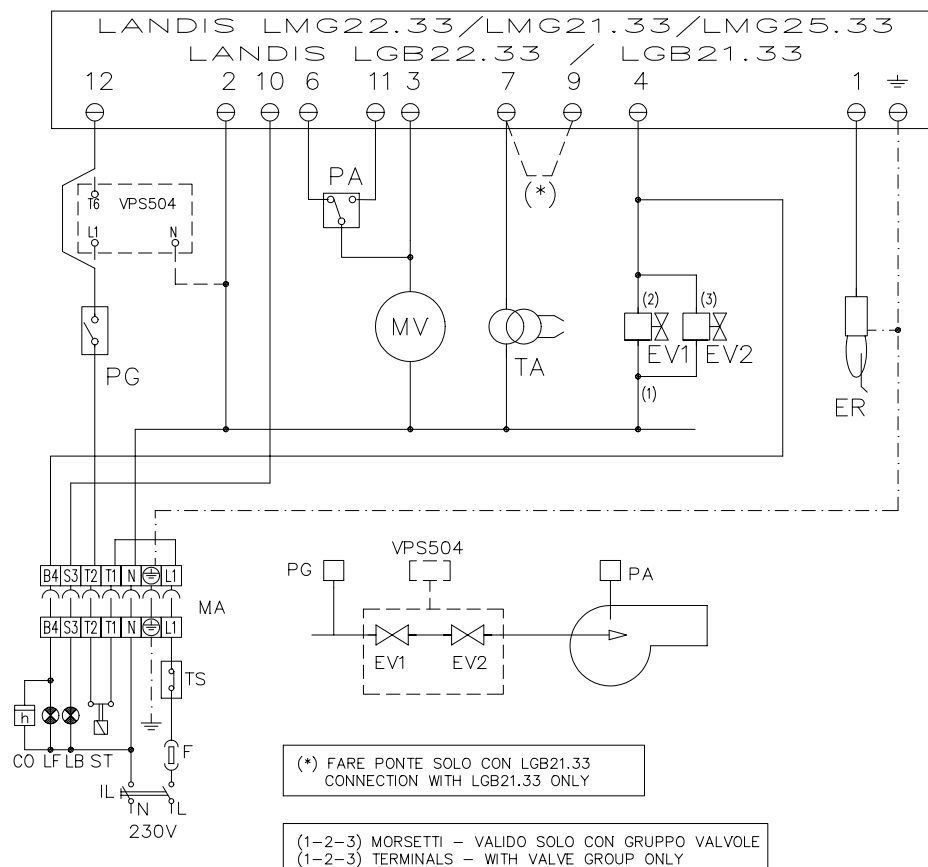 LANDIS LMG22.33/LMG21.33/LMG25.33
LANDIS LGB22.33 / LGB21.33
12 2 10 6 11 3 7 9 4 1
PA
(*)
T6 VPS504
L1 N
(2) (3)
MV
TA
EV1 EV2
PG
(1)
ER
VPS504
B4 S3 T2 T1 N L1
PG
PA
MA
B4 S3 T2 T1 N L1
EV1 EV2
TS
h
CO LF LB ST
F
IL
N L
230V
(*) FARE PONTE SOLO CON LGB21.33
CONNECTION WITH LGB21.33 ONLY
(1-2-3) MORSETTI - VALIDO SOLO CON GRUPPO VALVOLE
(1-2-3) TERMINALS - WITH VALVE GROUP ONLY